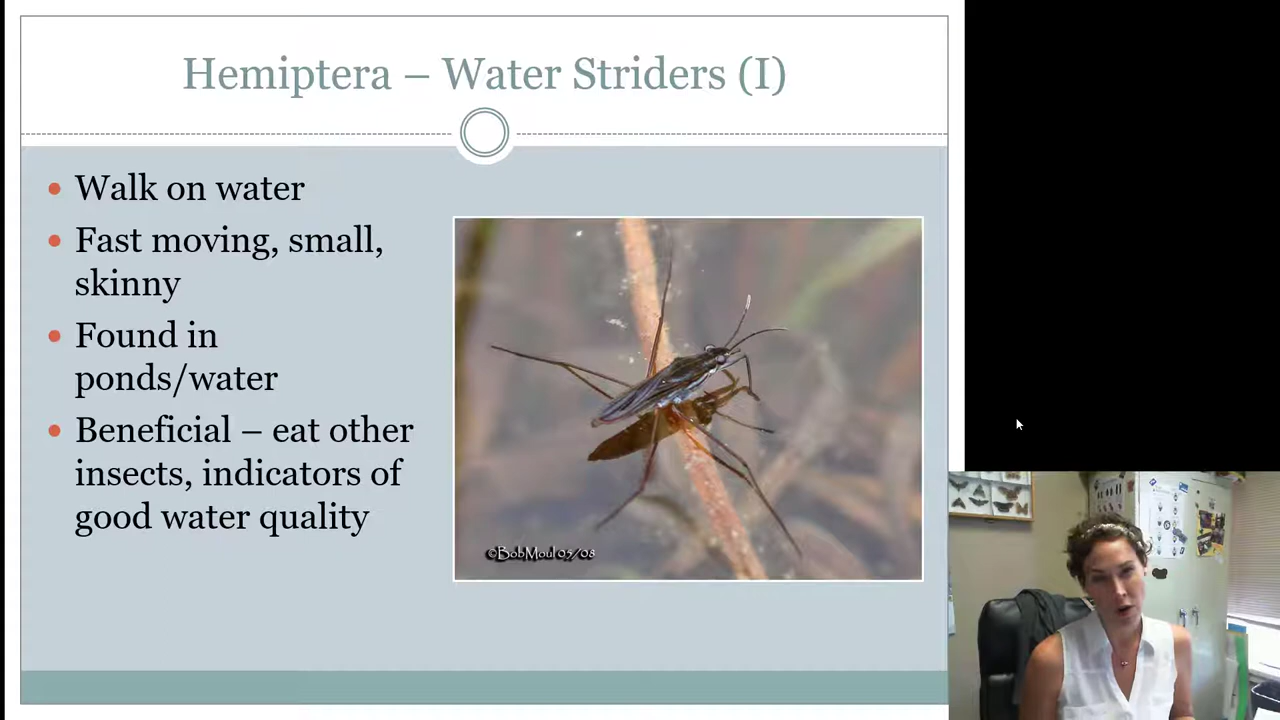 Hemiptera – Water Striders (I)
• Walk on water
• Fast moving, small,
skinny
• Found in
ponds/water
• Beneficial – eat other
insects, indicators of
good water quality
©BobMoul 05/08